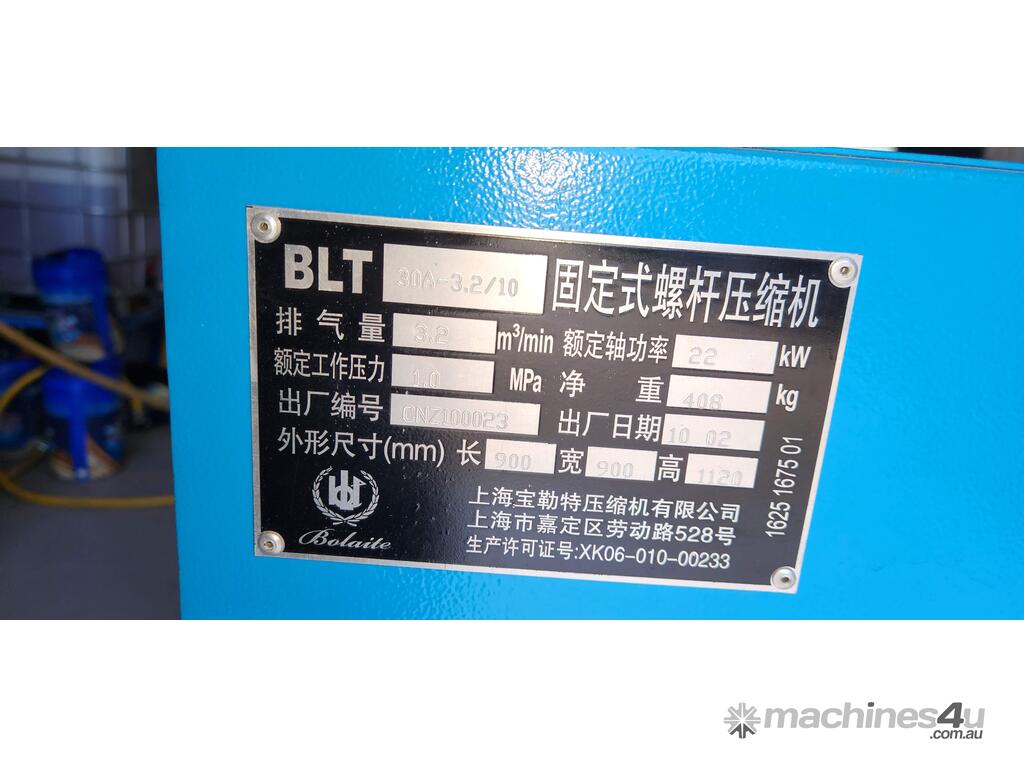 BLT 30A-3.2/10 固定式螺杆压缩机
排气量 3.2 m³/min 额定轴功率 22 kW
额定工作压力 1.0 MPa 净重 408 kg
出厂编号 CNZ100023 出厂日期 10 02
外形尺寸(mm) 长 900 宽 900 高 1120
上海宝勒特压缩机有限公司
上海市嘉定区劳动路528号
生产许可证号:XK06-010-00233
blt
Bolaite
1625 1675 01
machines4u
.com.au